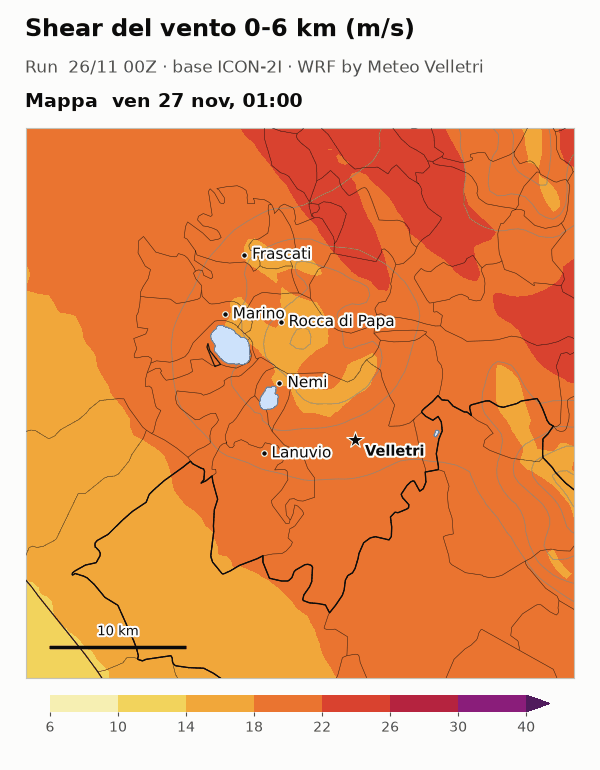 Shear del vento 0-6 km (m/s)
Run  26/11 00Z · base ICON-2I · WRF by Meteo Velletri
Mappa  ven 27 nov, 01:00
Frascati
Marino
Rocca di Papa
Nemi
Velletri
Lanuvio
10 km
6 10 14 18 22 26 30 40